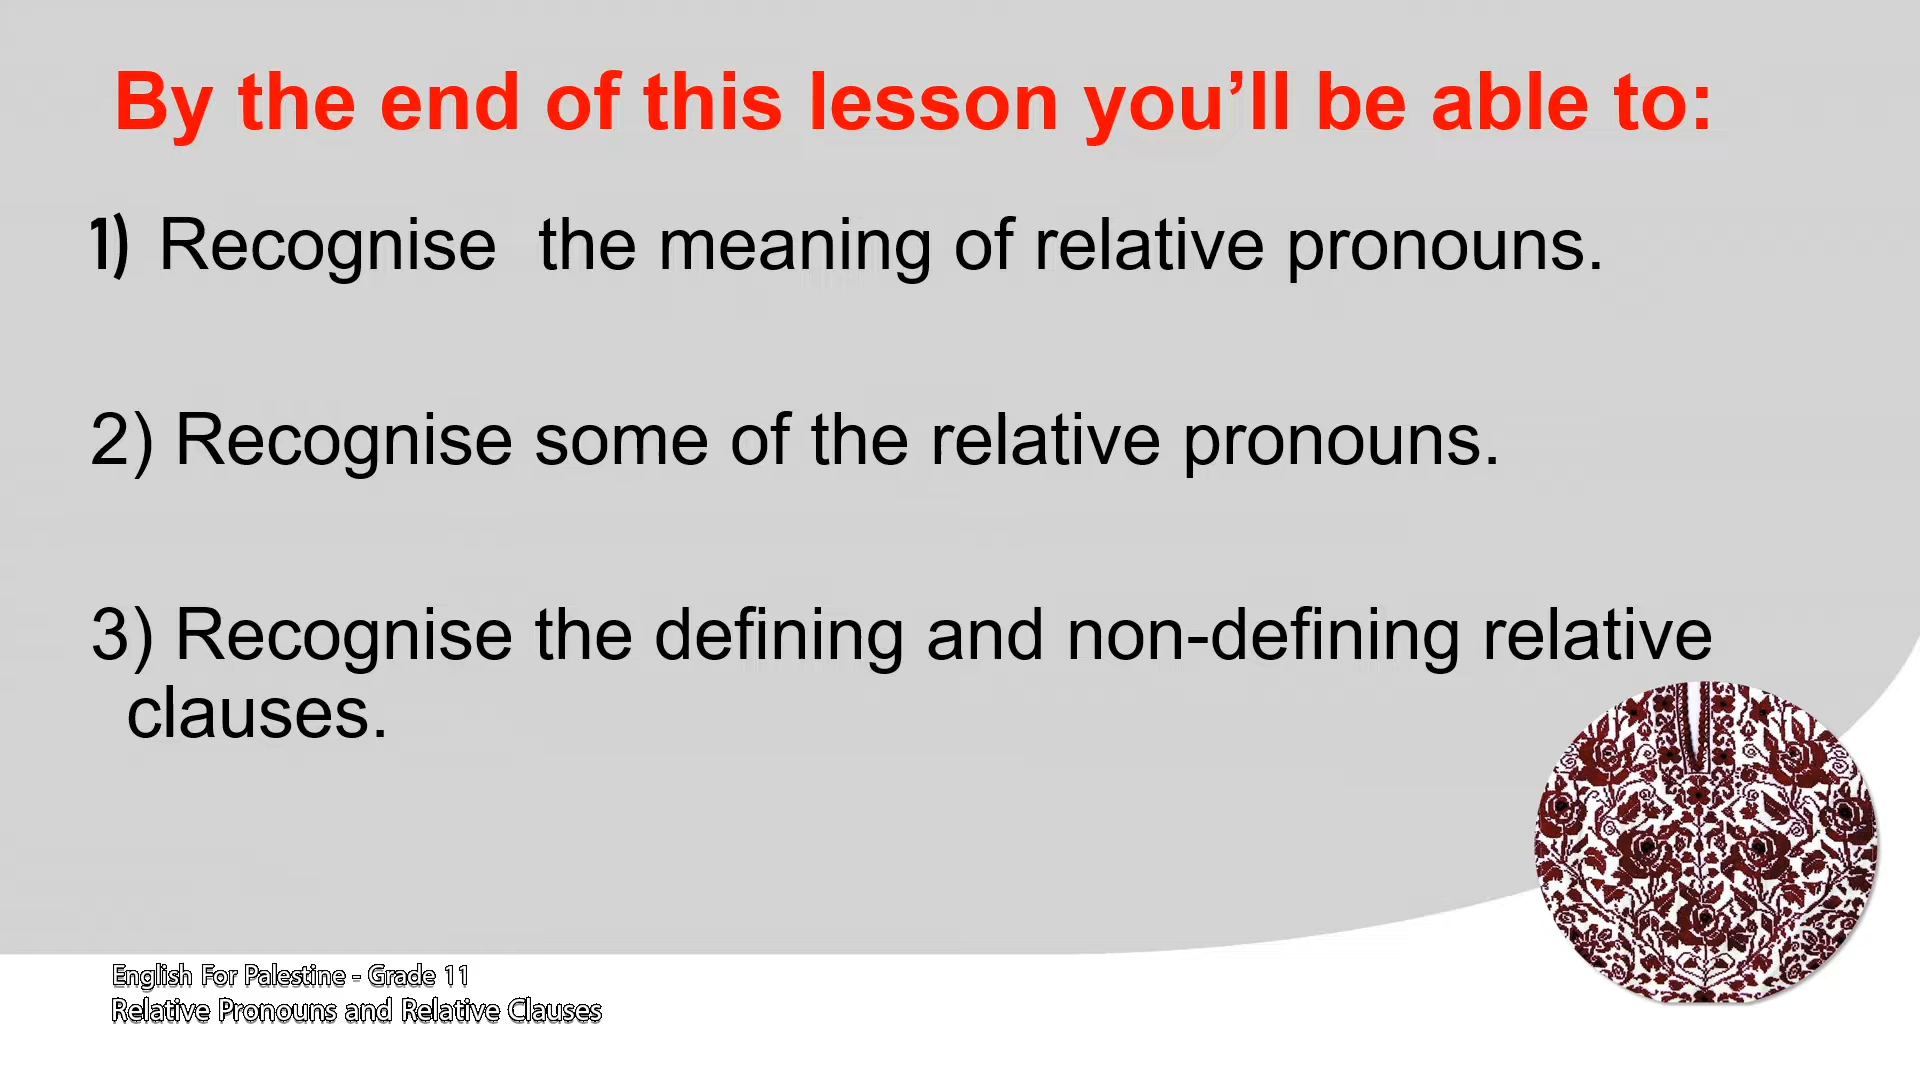 By the end of this lesson you’ll be able to:
1) Recognise  the meaning of relative pronouns.
2) Recognise some of the relative pronouns.
3) Recognise the defining and non-defining relative
clauses.
English For Palestine - Grade 11
Relative Pronouns and Relative Clauses